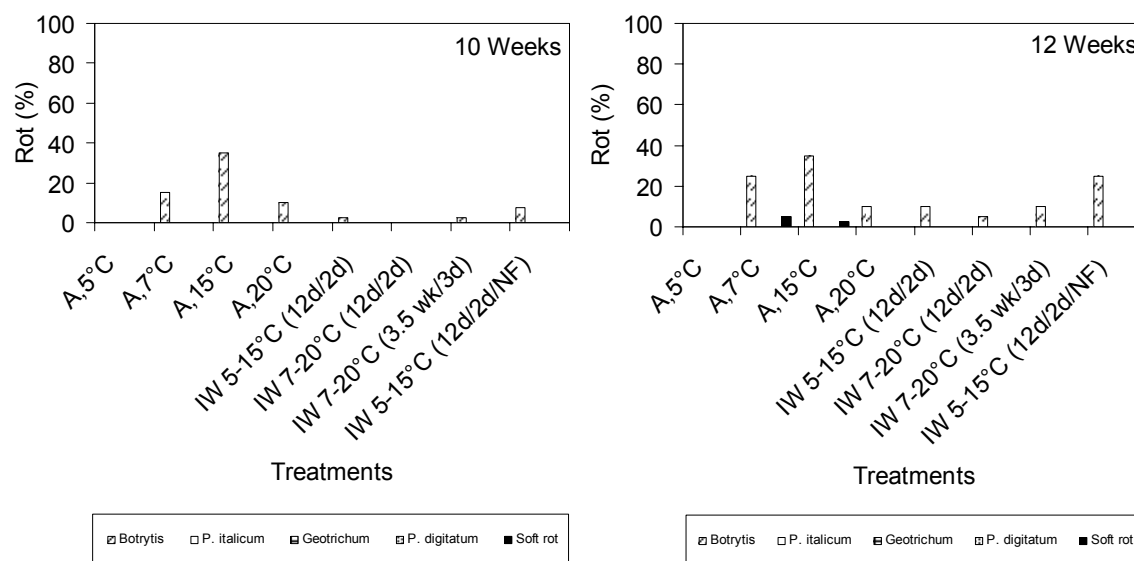 10 Weeks
Rot (%)
100
80
60
40
20
0
A,5°C
A,7°C
A,15°C
A,20°C
IW 5-15°C (12d/2d)
IW 7-20°C (12d/2d)
IW 7-20°C (3.5 wk/3d)
IW 5-15°C (12d/2d/NF)
Treatments
Botrytis P. italicum Geotrichum P. digitatum Soft rot
12 Weeks
Rot (%)
100
80
60
40
20
0
A,5°C
A,7°C
A,15°C
A,20°C
IW 5-15°C (12d/2d)
IW 7-20°C (12d/2d)
IW 7-20°C (3.5 wk/3d)
IW 5-15°C (12d/2d/NF)
Treatments
Botrytis P. italicum Geotrichum P. digitatum Soft rot